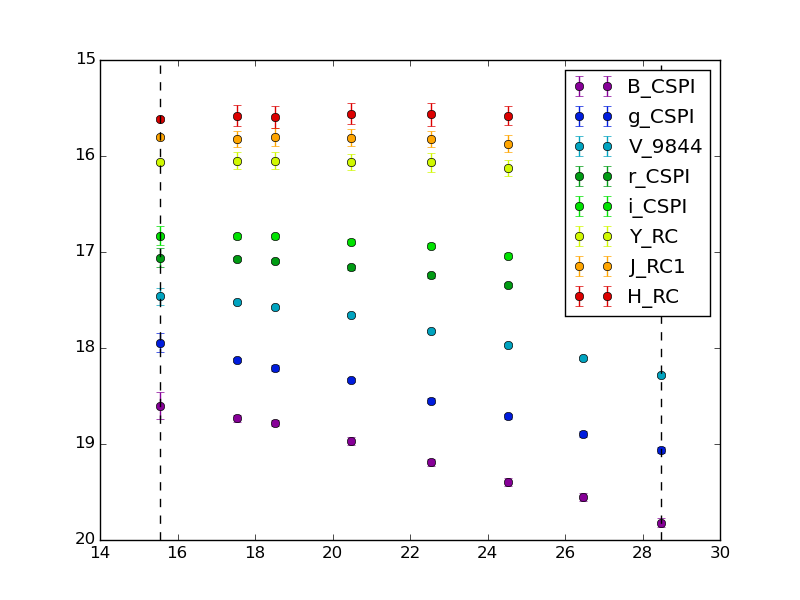 15
16
17
18
19
20
14 16 18 20 22 24 26 28 30
B_CSPI
g_CSPI
V_9844
r_CSPI
i_CSPI
Y_RC
J_RC1
H_RC